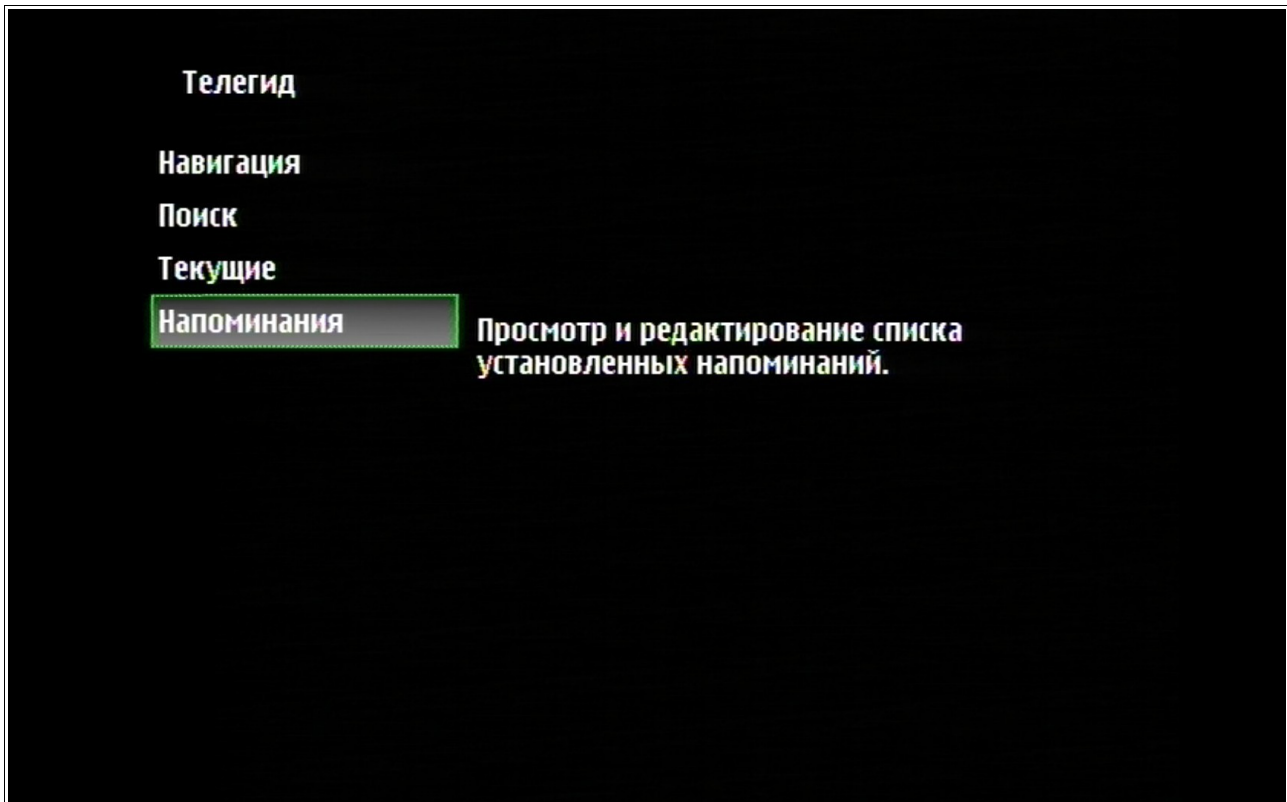 Телегид
Навигация
Поиск
Текущие
Напоминания
Просмотр и редактирование списка
установленных напоминаний.